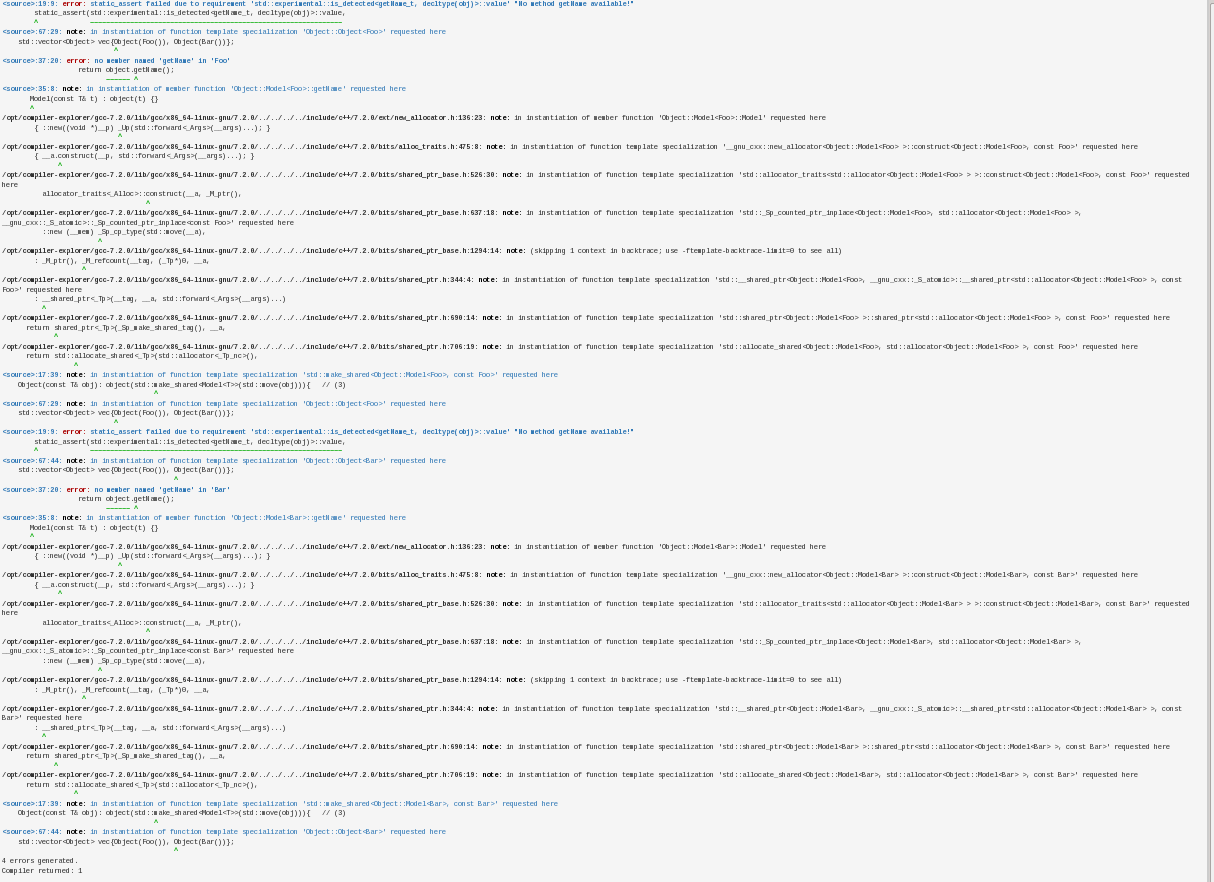 <source>:19:9: error: static_assert failed due to requirement 'std::experimental::is_detected<getName_t, decltype(obj)>::value' "No method getName available!"
static_assert(std::experimental::is_detected<getName_t, decltype(obj)>::value,
^ ~~~~~~~~~~~~~~~~~~~~~~~~~~~~~~~~~~~~~~~~~~~~~~~~~~~~~~~~~~~~~~~
<source>:67:29: note: in instantiation of function template specialization 'Object::Object<Foo>' requested here
std::vector<Object> vec{Object(Foo()), Object(Bar())};
^
<source>:37:20: error: no member named 'getName' in 'Foo'
return object.getName();
~~~~~~ ^
<source>:35:8: note: in instantiation of member function 'Object::Model<Foo>::getName' requested here
Model(const T& t) : object(t) {}
^
/opt/compiler-explorer/gcc-7.2.0/lib/gcc/x86_64-linux-gnu/7.2.0/../../../../include/c++/7.2.0/ext/new_allocator.h:136:23: note: in instantiation of member function 'Object::Model<Foo>::Model' requested here
{ ::new((void *)__p) _Up(std::forward<_Args>(__args)...); }
^
/opt/compiler-explorer/gcc-7.2.0/lib/gcc/x86_64-linux-gnu/7.2.0/../../../../include/c++/7.2.0/bits/alloc_traits.h:475:8: note: in instantiation of function template specialization '__gnu_cxx::new_allocator<Object::Model<Foo> >::construct<Object::Model<Foo>, const Foo>' requested here
{ __a.construct(__p, std::forward<_Args>(__args)...); }
^
/opt/compiler-explorer/gcc-7.2.0/lib/gcc/x86_64-linux-gnu/7.2.0/../../../../include/c++/7.2.0/bits/shared_ptr_base.h:526:30: note: in instantiation of function template specialization 'std::allocator_traits<std::allocator<Object::Model<Foo> > >::construct<Object::Model<Foo>, const Foo>' requested
here
allocator_traits<_Alloc>::construct(__a, _M_ptr(),
^
/opt/compiler-explorer/gcc-7.2.0/lib/gcc/x86_64-linux-gnu/7.2.0/../../../../include/c++/7.2.0/bits/shared_ptr_base.h:637:18: note: in instantiation of function template specialization 'std::_Sp_counted_ptr_inplace<Object::Model<Foo>, std::allocator<Object::Model<Foo> >,
__gnu_cxx::_S_atomic>::_Sp_counted_ptr_inplace<const Foo>' requested here
::new (__mem) _Sp_cp_type(std::move(__a),
^
/opt/compiler-explorer/gcc-7.2.0/lib/gcc/x86_64-linux-gnu/7.2.0/../../../../include/c++/7.2.0/bits/shared_ptr_base.h:1294:14: note: (skipping 1 context in backtrace; use -ftemplate-backtrace-limit=0 to see all)
: _M_ptr(), _M_refcount(__tag, (_Tp*)0, __a,
^
/opt/compiler-explorer/gcc-7.2.0/lib/gcc/x86_64-linux-gnu/7.2.0/../../../../include/c++/7.2.0/bits/shared_ptr.h:344:4: note: in instantiation of function template specialization 'std::__shared_ptr<Object::Model<Foo>, __gnu_cxx::_S_atomic>::__shared_ptr<std::allocator<Object::Model<Foo> >, const
Foo>' requested here
: __shared_ptr<_Tp>(__tag, __a, std::forward<_Args>(__args)...)
^
/opt/compiler-explorer/gcc-7.2.0/lib/gcc/x86_64-linux-gnu/7.2.0/../../../../include/c++/7.2.0/bits/shared_ptr.h:690:14: note: in instantiation of function template specialization 'std::shared_ptr<Object::Model<Foo> >::shared_ptr<std::allocator<Object::Model<Foo> >, const Foo>' requested here
return shared_ptr<_Tp>(_Sp_make_shared_tag(), __a,
^
/opt/compiler-explorer/gcc-7.2.0/lib/gcc/x86_64-linux-gnu/7.2.0/../../../../include/c++/7.2.0/bits/shared_ptr.h:706:19: note: in instantiation of function template specialization 'std::allocate_shared<Object::Model<Foo>, std::allocator<Object::Model<Foo> >, const Foo>' requested here
return std::allocate_shared<_Tp>(std::allocator<_Tp_nc>(),
^
<source>:17:39: note: in instantiation of function template specialization 'std::make_shared<Object::Model<Foo>, const Foo>' requested here
Object(const T& obj): object(std::make_shared<Model<T>>(std::move(obj))){ // (3)
^
<source>:67:29: note: in instantiation of function template specialization 'Object::Object<Foo>' requested here
std::vector<Object> vec{Object(Foo()), Object(Bar())};
^
<source>:19:9: error: static_assert failed due to requirement 'std::experimental::is_detected<getName_t, decltype(obj)>::value' "No method getName available!"
static_assert(std::experimental::is_detected<getName_t, decltype(obj)>::value,
^ ~~~~~~~~~~~~~~~~~~~~~~~~~~~~~~~~~~~~~~~~~~~~~~~~~~~~~~~~~~~~~~~
<source>:67:44: note: in instantiation of function template specialization 'Object::Object<Bar>' requested here
std::vector<Object> vec{Object(Foo()), Object(Bar())};
^
<source>:37:20: error: no member named 'getName' in 'Bar'
return object.getName();
~~~~~~ ^
<source>:35:8: note: in instantiation of member function 'Object::Model<Bar>::getName' requested here
Model(const T& t) : object(t) {}
^
/opt/compiler-explorer/gcc-7.2.0/lib/gcc/x86_64-linux-gnu/7.2.0/../../../../include/c++/7.2.0/ext/new_allocator.h:136:23: note: in instantiation of member function 'Object::Model<Bar>::Model' requested here
{ ::new((void *)__p) _Up(std::forward<_Args>(__args)...); }
^
/opt/compiler-explorer/gcc-7.2.0/lib/gcc/x86_64-linux-gnu/7.2.0/../../../../include/c++/7.2.0/bits/alloc_traits.h:475:8: note: in instantiation of function template specialization '__gnu_cxx::new_allocator<Object::Model<Bar> >::construct<Object::Model<Bar>, const Bar>' requested here
{ __a.construct(__p, std::forward<_Args>(__args)...); }
^
/opt/compiler-explorer/gcc-7.2.0/lib/gcc/x86_64-linux-gnu/7.2.0/../../../../include/c++/7.2.0/bits/shared_ptr_base.h:526:30: note: in instantiation of function template specialization 'std::allocator_traits<std::allocator<Object::Model<Bar> > >::construct<Object::Model<Bar>, const Bar>' requested
here
allocator_traits<_Alloc>::construct(__a, _M_ptr(),
^
/opt/compiler-explorer/gcc-7.2.0/lib/gcc/x86_64-linux-gnu/7.2.0/../../../../include/c++/7.2.0/bits/shared_ptr_base.h:637:18: note: in instantiation of function template specialization 'std::_Sp_counted_ptr_inplace<Object::Model<Bar>, std::allocator<Object::Model<Bar> >,
__gnu_cxx::_S_atomic>::_Sp_counted_ptr_inplace<const Bar>' requested here
::new (__mem) _Sp_cp_type(std::move(__a),
^
/opt/compiler-explorer/gcc-7.2.0/lib/gcc/x86_64-linux-gnu/7.2.0/../../../../include/c++/7.2.0/bits/shared_ptr_base.h:1294:14: note: (skipping 1 context in backtrace; use -ftemplate-backtrace-limit=0 to see all)
: _M_ptr(), _M_refcount(__tag, (_Tp*)0, __a,
^
/opt/compiler-explorer/gcc-7.2.0/lib/gcc/x86_64-linux-gnu/7.2.0/../../../../include/c++/7.2.0/bits/shared_ptr.h:344:4: note: in instantiation of function template specialization 'std::__shared_ptr<Object::Model<Bar>, __gnu_cxx::_S_atomic>::__shared_ptr<std::allocator<Object::Model<Bar> >, const
Bar>' requested here
: __shared_ptr<_Tp>(__tag, __a, std::forward<_Args>(__args)...)
^
/opt/compiler-explorer/gcc-7.2.0/lib/gcc/x86_64-linux-gnu/7.2.0/../../../../include/c++/7.2.0/bits/shared_ptr.h:690:14: note: in instantiation of function template specialization 'std::shared_ptr<Object::Model<Bar> >::shared_ptr<std::allocator<Object::Model<Bar> >, const Bar>' requested here
return shared_ptr<_Tp>(_Sp_make_shared_tag(), __a,
^
/opt/compiler-explorer/gcc-7.2.0/lib/gcc/x86_64-linux-gnu/7.2.0/../../../../include/c++/7.2.0/bits/shared_ptr.h:706:19: note: in instantiation of function template specialization 'std::allocate_shared<Object::Model<Bar>, std::allocator<Object::Model<Bar> >, const Bar>' requested here
return std::allocate_shared<_Tp>(std::allocator<_Tp_nc>(),
^
<source>:17:39: note: in instantiation of function template specialization 'std::make_shared<Object::Model<Bar>, const Bar>' requested here
Object(const T& obj): object(std::make_shared<Model<T>>(std::move(obj))){ // (3)
^
<source>:67:44: note: in instantiation of function template specialization 'Object::Object<Bar>' requested here
std::vector<Object> vec{Object(Foo()), Object(Bar())};
^
4 errors generated.
Compiler returned: 1